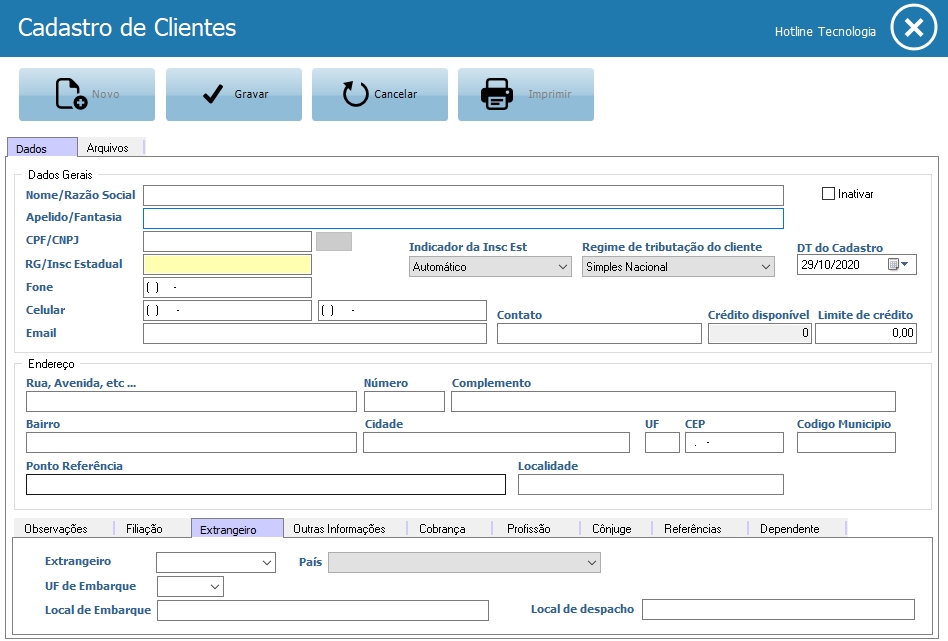 Cadastro de Clientes
Hotline Tecnologia
Novo
Gravar
Cancelar
Imprimir
Dados
Arquivos
Dados Gerais
Nome/Razão Social
Inativar
Apelido/Fantasia
CPF/CNPJ
Indicador da Insc Est
Regime de tributação do cliente
DT do Cadastro
RG/Insc Estadual
Automático
Simples Nacional
29/10/2020
Fone
( ) -
Celular
( ) -
( ) -
Contato
Crédito disponível
Limite de crédito
Email
0
0,00
Endereço
Rua, Avenida, etc ...
Número
Complemento
Bairro
Cidade
UF
CEP
Codigo Municipio
. -
Ponto Referência
Localidade
Observações
Filiação
Extrangeiro
Outras Informações
Cobrança
Profissão
Cônjuge
Referências
Dependente
Extrangeiro
País
UF de Embarque
Local de Embarque
Local de despacho